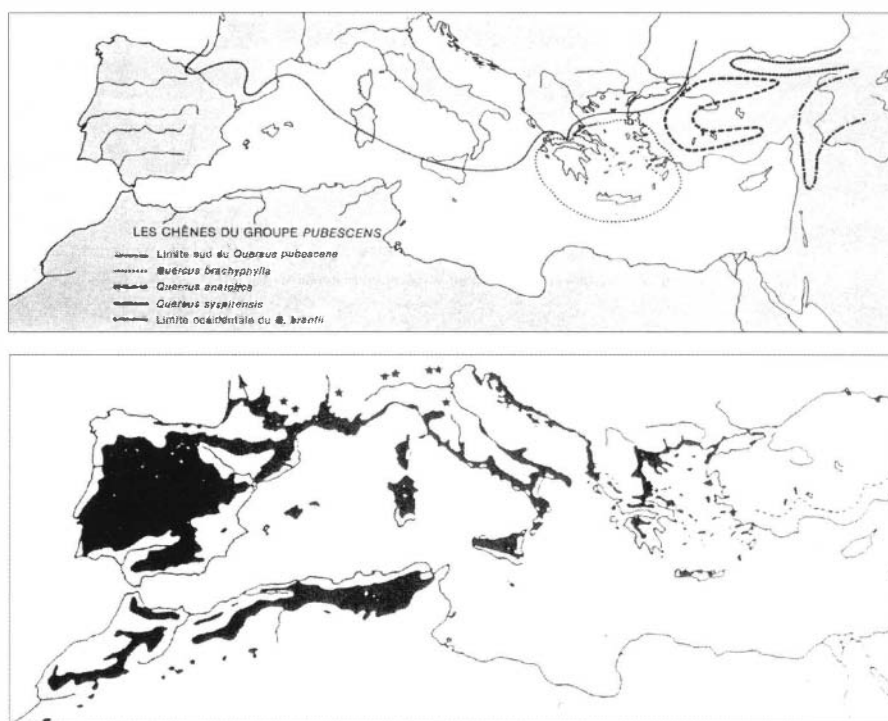 LES CHÊNES DU GROUPE PUBESCENS
Limite sud du Quercus pubescens
Quercus brachyphylla
Quercus anatolica
Quercus syspirensis
Limite occidentale du Q. brantii